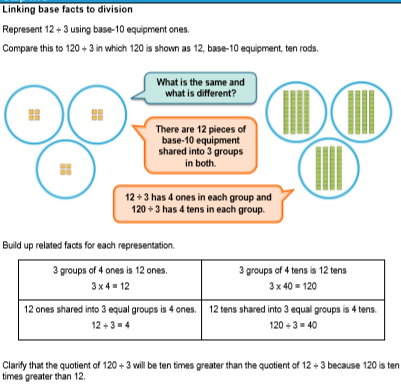 Linking base facts to division
Represent 12 ÷ 3 using base-10 equipment ones.
Compare this to 120 ÷ 3 in which 120 is shown as 12, base-10 equipment, ten rods.
What is the same and
what is different?
There are 12 pieces of
base-10 equipment
shared into 3 groups
in both.
12 ÷ 3 has 4 ones in each group and
120 ÷ 3 has 4 tens in each group.
Build up related facts for each representation.
3 groups of 4 ones is 12 ones.
3 x 4 = 12
3 groups of 4 tens is 12 tens
3 x 40 = 120
12 ones shared into 3 equal groups is 4 ones.
12 ÷ 3 = 4
12 tens shared into 3 equal groups is 4 tens.
120 ÷ 3 = 40
Clarify that the quotient of 120 ÷ 3 will be ten times greater than the quotient of 12 ÷ 3 because 120 is ten
times greater than 12.